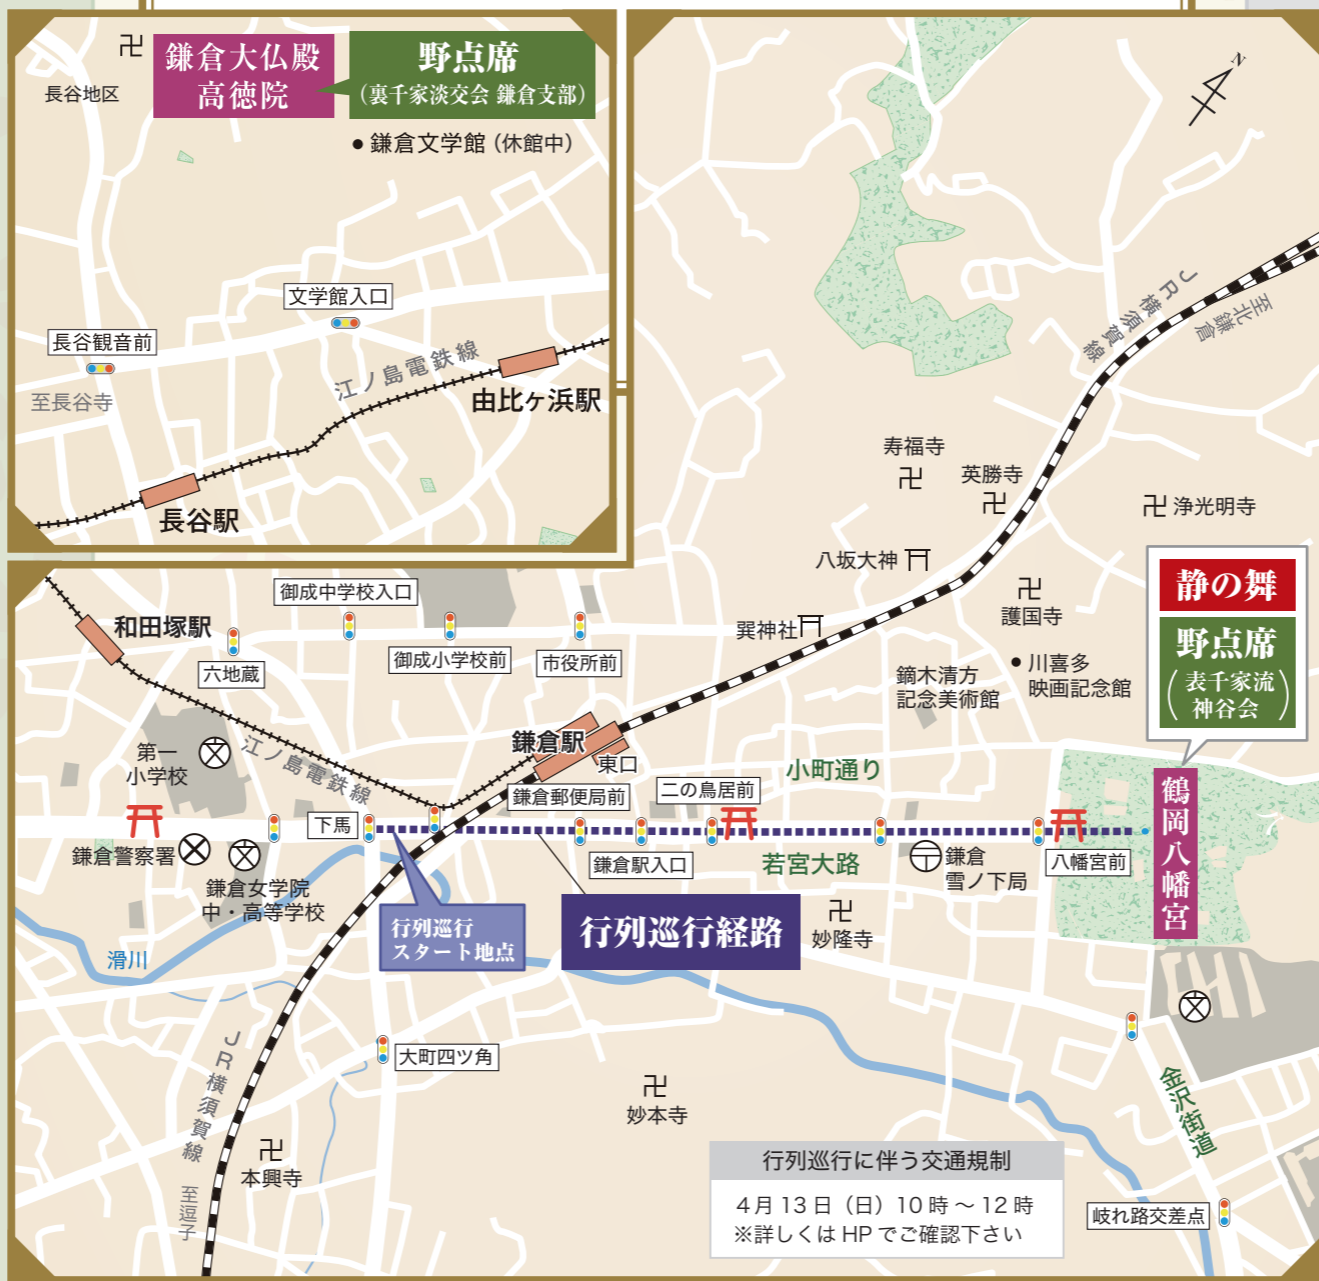 鎌倉大仏殿
高徳院
野点席
(裏千家淡交会 鎌倉支部)
長谷地区
鎌倉文学館 (休館中)
文学館入口
長谷観音前
至長谷寺
江ノ島電鉄線
由比ヶ浜駅
長谷駅
N
JR横須賀線
至北鎌倉
寿福寺
英勝寺
浄光明寺
八坂大神
護国寺
巽神社
鏑木清方
記念美術館
川喜多
映画記念館
静の舞
野点席
(表千家流
神谷会)
御成中学校入口
和田塚駅
六地蔵
御成小学校前
市役所前
第一
小学校
江ノ島電鉄線
鎌倉駅
東口
鎌倉郵便局前
二の鳥居前
小町通り
下馬
鎌倉駅入口
若宮大路
鎌倉
雪ノ下局
八幡宮前
鶴岡八幡宮
鎌倉警察署
鎌倉女学院
中・高等学校
行列巡行
スタート地点
行列巡行経路
妙隆寺
滑川
JR横須賀線
至逗子
大町四ツ角
妙本寺
本興寺
金沢街道
岐れ路交差点
行列巡行に伴う交通規制
4月13日(日)10時~12時
※詳しくはHPでご確認下さい